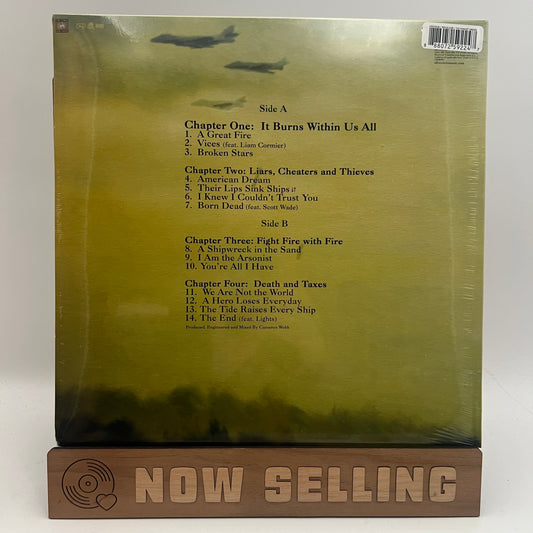 8 88072 59224 7
Side A
Chapter One: It Burns Within Us All
1. A Great Fire
2. Vices (feat. Liam Cormier)
3. Broken Stars
Chapter Two: Liars, Cheaters and Thieves
4. American Dream
5. Their Lips Sink Ships
6. I Knew I Couldn't Trust You
7. Born Dead (feat. Scott Wade)
Side B
Chapter Three: Fight Fire with Fire
8. A Shipwreck in the Sand
9. I Am the Arsonist
10. You're All I Have
Chapter Four: Death and Taxes
11. We Are Not the World
12. A Hero Loses Everyday
13. The Tide Raises Every Ship
14. The End (feat. Lights)
Produced, Engineered and Mixed By Cameron Webb
NOW SELLING